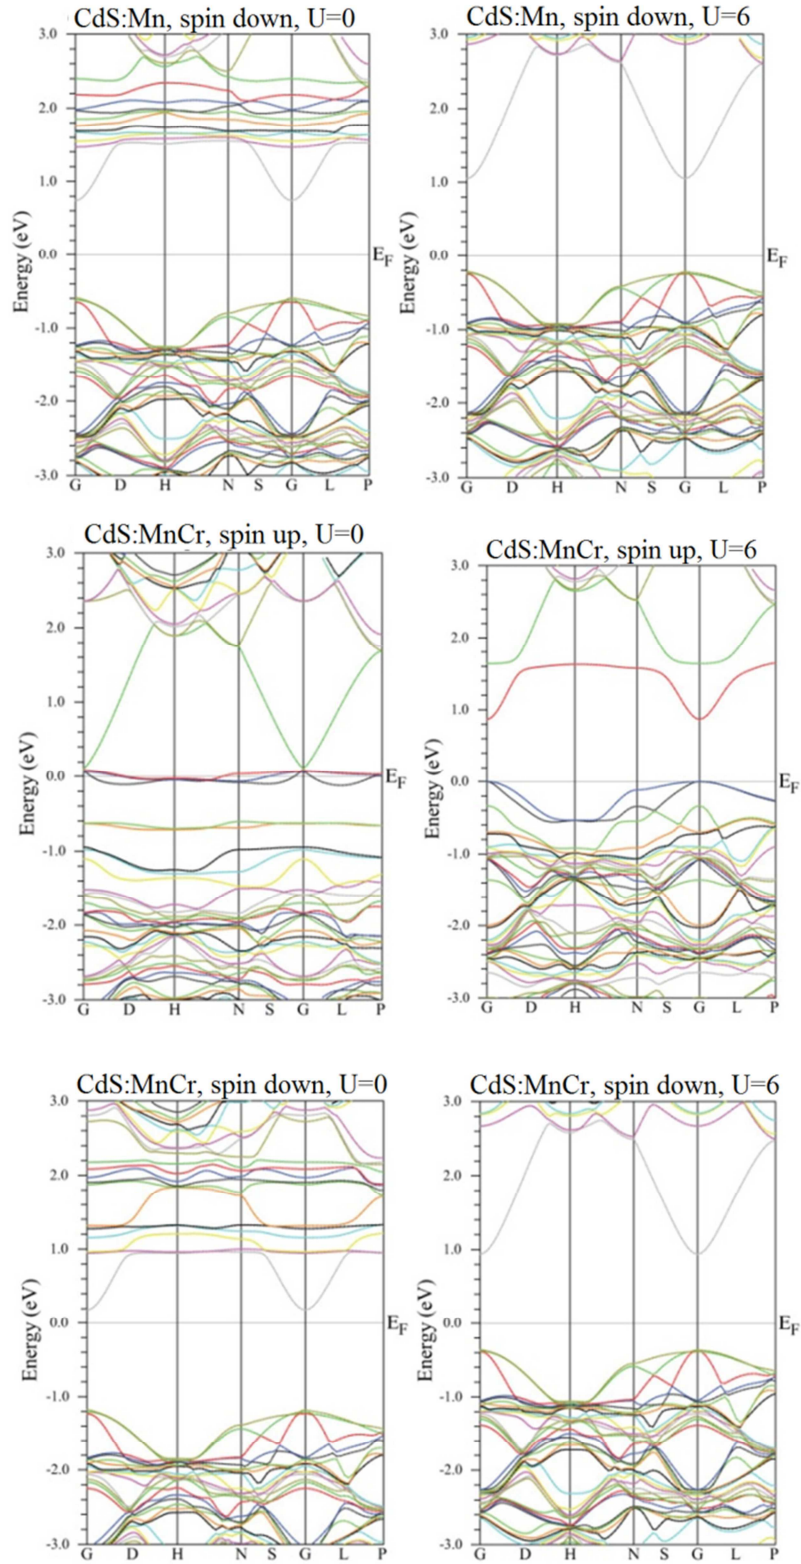 CdS:Mn, spin down, U=0
CdS:Mn, spin down, U=6
3.0
2.0
1.0
0.0
-1.0
-2.0
-3.0
Energy (eV)
E_F
G D H N S G L P
3.0
2.0
1.0
0.0
-1.0
-2.0
-3.0
Energy (eV)
E_F
G D H N S G L P
CdS:MnCr, spin up, U=0
CdS:MnCr, spin up, U=6
3.0
2.0
1.0
0.0
-1.0
-2.0
-3.0
Energy (eV)
E_F
G D H N S G L P
3.0
2.0
1.0
0.0
-1.0
-2.0
-3.0
Energy (eV)
E_F
G D H N S G L P
CdS:MnCr, spin down, U=0
CdS:MnCr, spin down, U=6
3.0
2.0
1.0
0.0
-1.0
-2.0
-3.0
Energy (eV)
E_F
G D H N S G L P
3.0
2.0
1.0
0.0
-1.0
-2.0
-3.0
Energy (eV)
E_F
G D H N S G L P